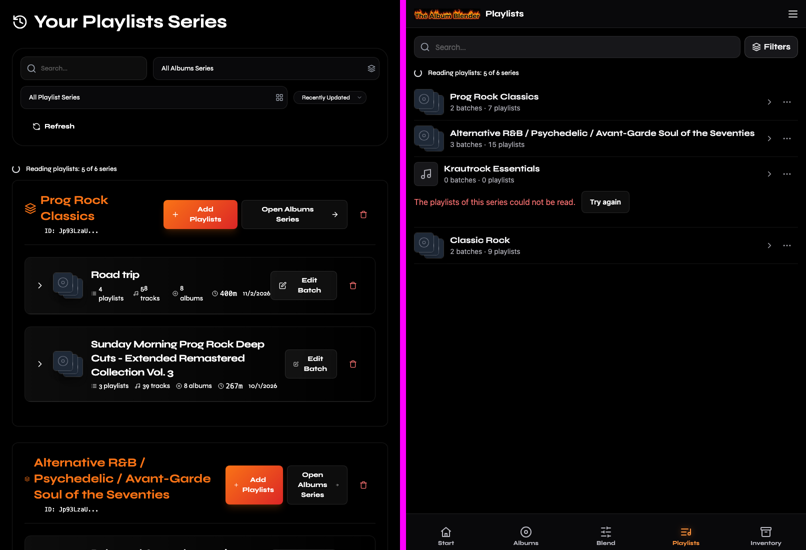 Your Playlists Series
Search...
All Albums Series
All Playlist Series
Recently Updated
Refresh
Reading playlists: 5 of 6 series
Prog Rock
Classics
ID: Jp93LzaU...
Add
Playlists
Open Albums
Series
Road trip
4
playlists
58
tracks
8
albums
400m
11/2/2026
Edit
Batch
Sunday Morning Prog Rock Deep
Cuts - Extended Remastered
Collection Vol. 3
3 playlists
39 tracks
8 albums
267m
10/1/2026
Edit
Batch
Alternative R&B /
Psychedelic / Avant-Garde
Soul of the Seventies
ID: Jp93LzaU...
Add
Playlists
Open
Albums
Series
The Album Blender
Playlists
Search...
Filters
Reading playlists: 5 of 6 series
Prog Rock Classics
2 batches · 7 playlists
Alternative R&B / Psychedelic / Avant-Garde Soul of the Seventies
3 batches · 15 playlists
Krautrock Essentials
0 batches · 0 playlists
The playlists of this series could not be read.
Try again
Classic Rock
2 batches · 9 playlists
Start
Albums
Blend
Playlists
Inventory